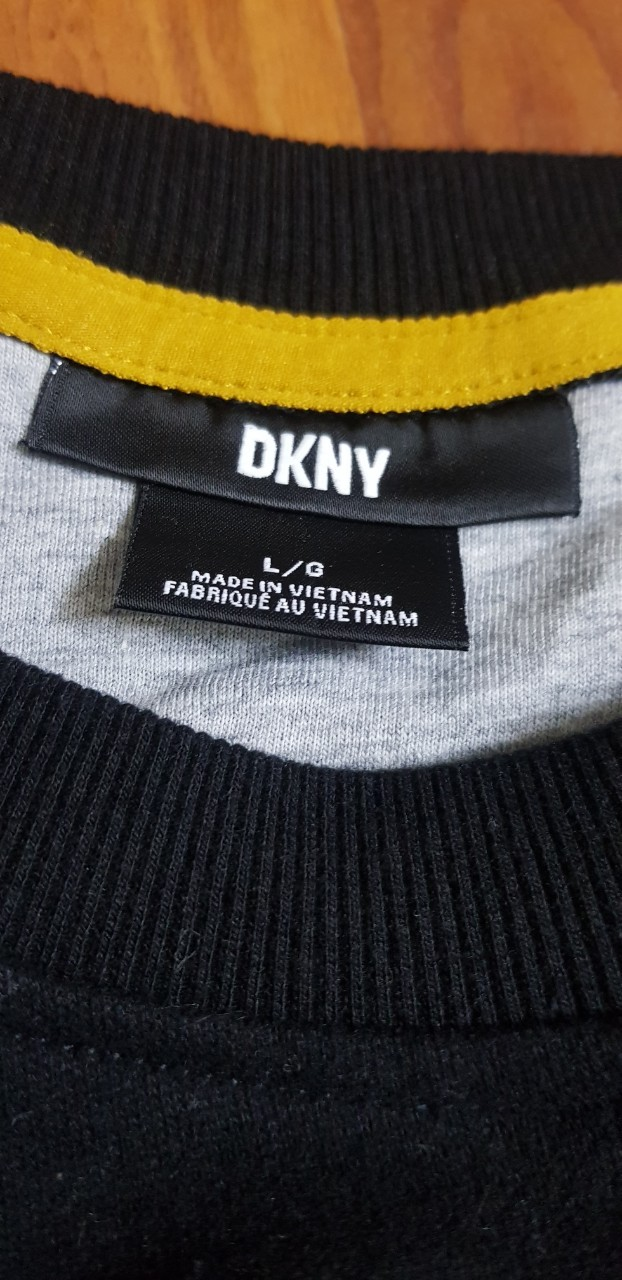 DKNY
L/G
MADE IN VIETNAM
FABRIQUÉ AU VIETNAM